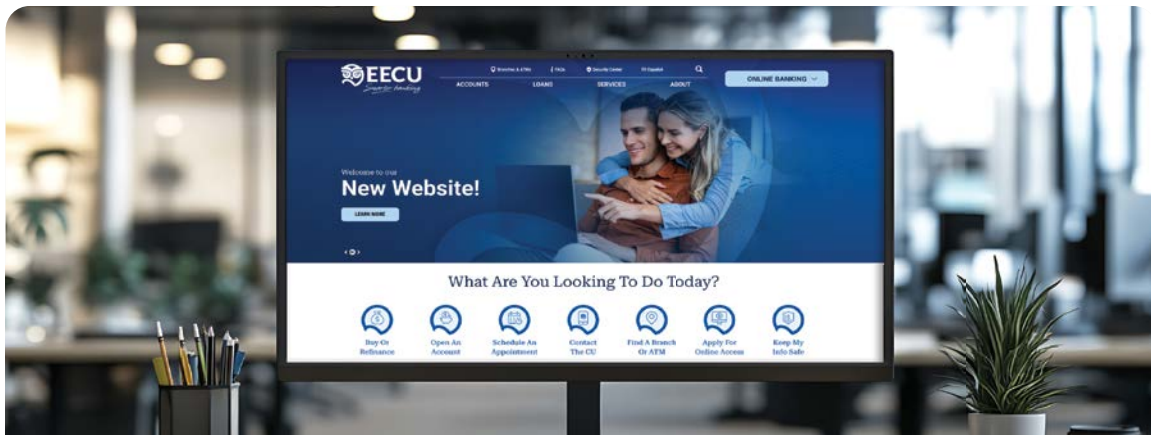 EECU
Smarter banking
Branches & ATMs
FAQs
Security Center
Español
ONLINE BANKING
ACCOUNTS
LOANS
SERVICES
ABOUT
Welcome to our
New Website!
LEARN MORE
What Are You Looking To Do Today?
Buy Or
Refinance
Open An
Account
Schedule An
Appointment
Contact
The CU
Find A Branch
Or ATM
Apply For
Online Access
Keep My
Info Safe